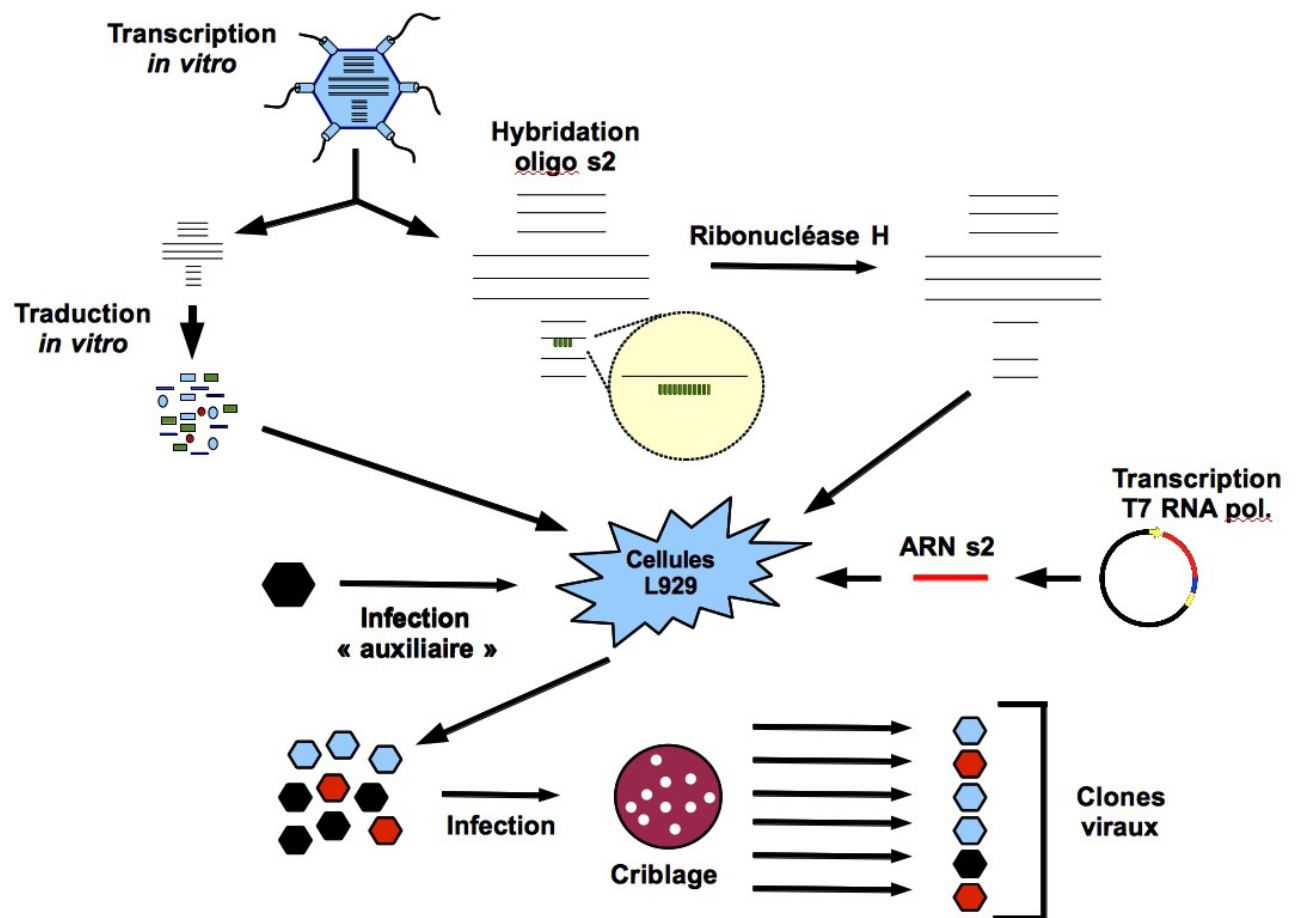 Transcription
in vitro
Hybridation
oligo s2
Ribonucléase H
Traduction
in vitro
Transcription
T7 RNA pol.
ARN s2
Cellules
L929
Infection
« auxiliaire »
Infection
Criblage
Clones
viraux